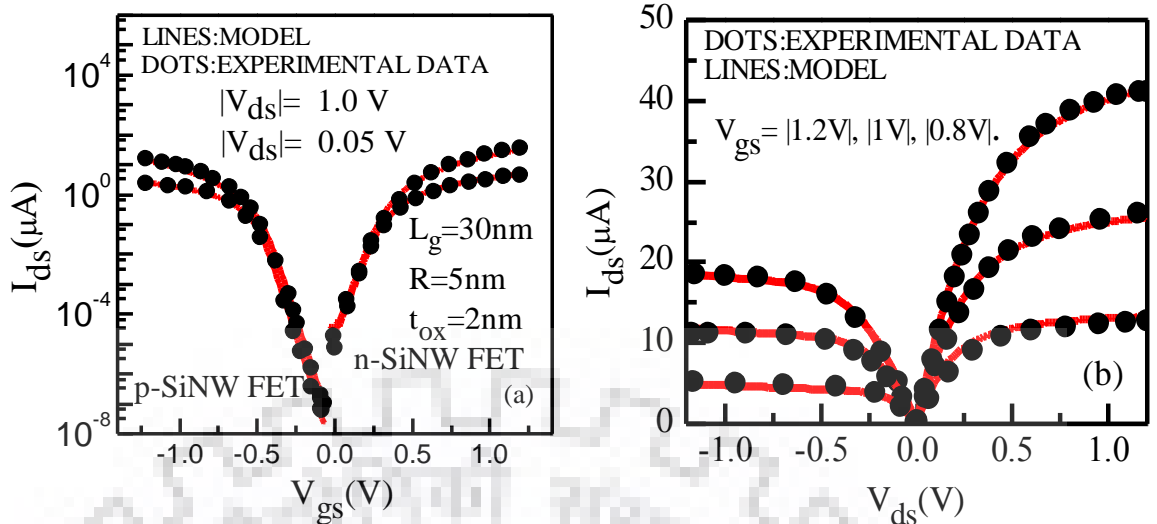 LINES:MODEL
DOTS:EXPERIMENTAL DATA
|Vds|= 1.0 V
|Vds|= 0.05 V
Lg=30nm
R=5nm
tox=2nm
n-SiNW FET
p-SiNW FET
(a)
10^4
10^0
10^-4
10^-8
Ids(μA)
-1.0 -0.5 0.0 0.5 1.0
Vgs(V)
DOTS:EXPERIMENTAL DATA
LINES:MODEL
Vgs= |1.2V|, |1V|, |0.8V|.
(b)
50
40
30
20
10
0
Ids(μA)
-1.0 -0.5 0.0 0.5 1.0
Vds(V)